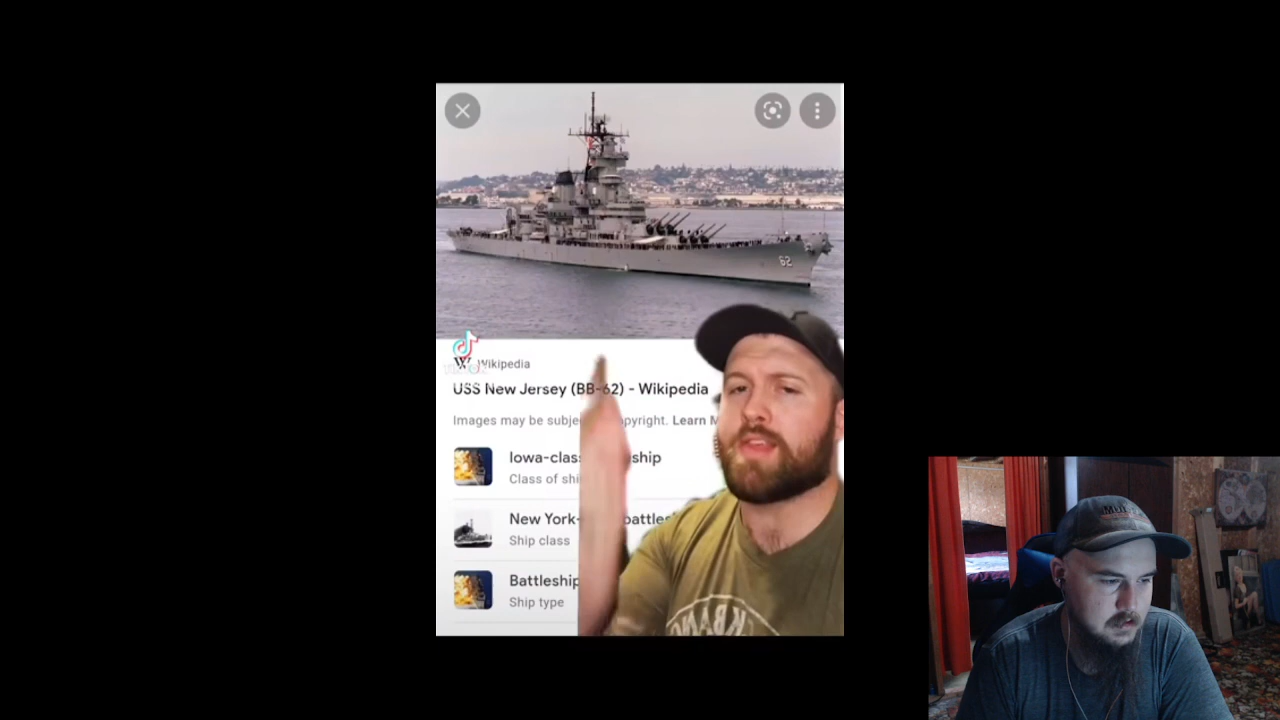 62
Wikipedia
USS New Jersey (BB-62) - Wikipedia
Images may be subje opyright. Learn M
Iowa-clas ship
Class of shi
New York- battles
Ship class
Battleship
Ship type